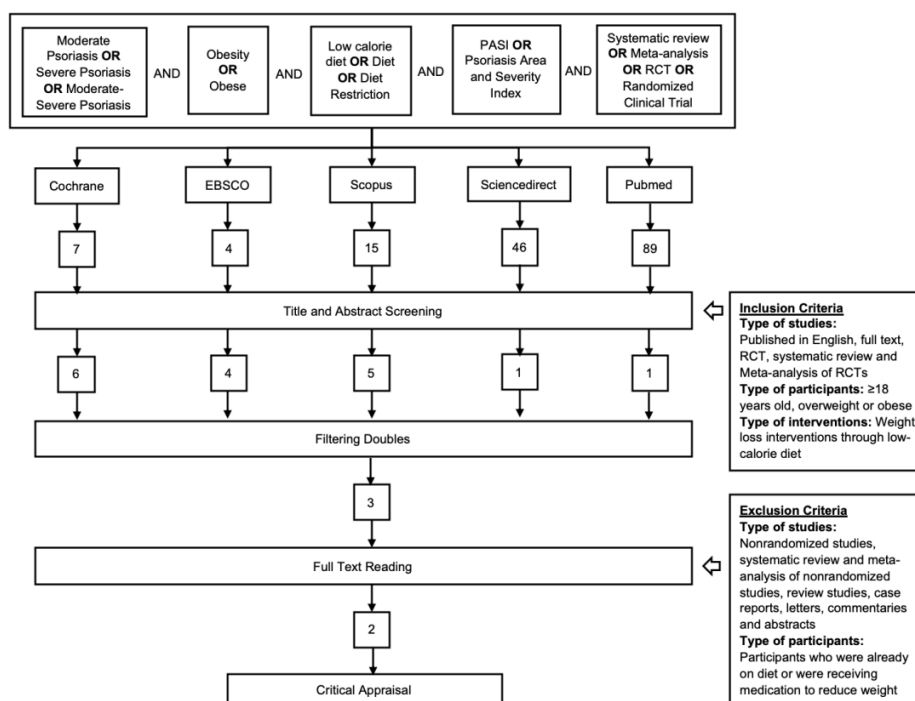 Moderate
Psoriasis OR
Severe Psoriasis
OR Moderate-
Severe Psoriasis
AND
Obesity
OR
Obese
AND
Low calorie
diet OR Diet
OR Diet
Restriction
AND
PASI OR
Psoriasis Area
and Severity
Index
AND
Systematic review
OR Meta-analysis
OR RCT OR
Randomized
Clinical Trial
Cochrane
EBSCO
Scopus
Sciencedirect
Pubmed
7
4
15
46
89
Title and Abstract Screening
6
4
5
1
1
Filtering Doubles
3
Full Text Reading
2
Critical Appraisal
Inclusion Criteria
Type of studies:
Published in English, full text,
RCT, systematic review and
Meta-analysis of RCTs
Type of participants: ≥18
years old, overweight or obese
Type of interventions: Weight
loss interventions through low-
calorie diet
Exclusion Criteria
Type of studies:
Nonrandomized studies,
systematic review and meta-
analysis of nonrandomized
studies, review studies, case
reports, letters, commentaries
and abstracts
Type of participants:
Participants who were already
on diet or were receiving
medication to reduce weight